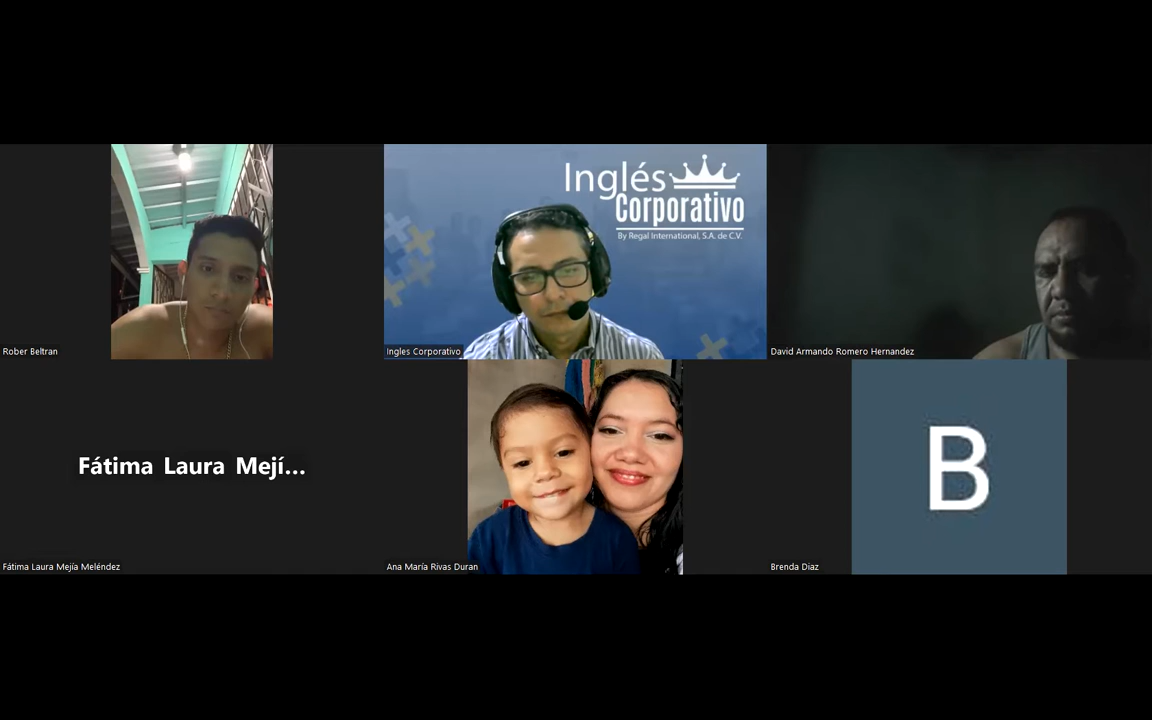 Inglés
Corporativo
By Regal International, S.A. de C.V.
Rober Beltran
Ingles Corporativo
David Armando Romero Hernandez
Fátima Laura Mejí...
B
Fátima Laura Mejía Meléndez
Ana María Rivas Duran
Brenda Diaz